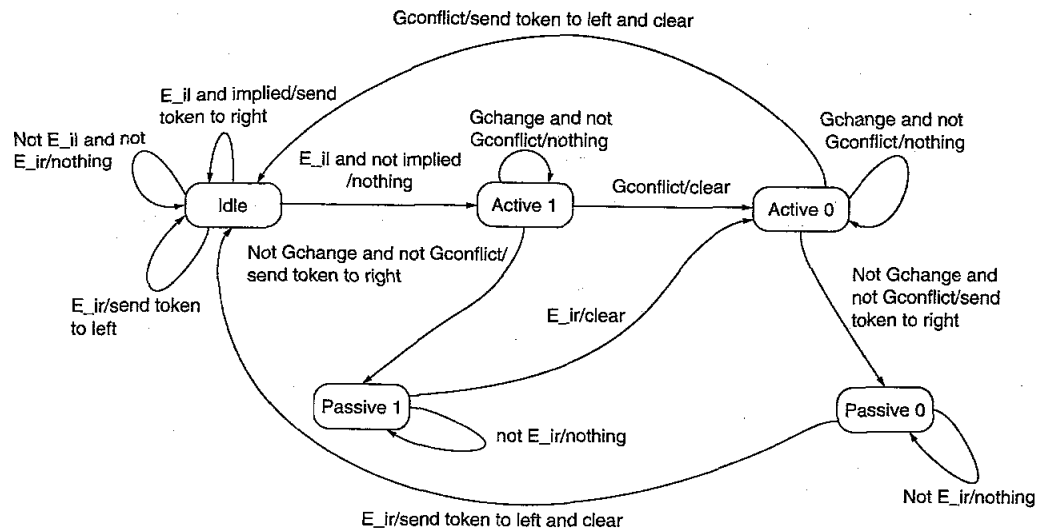 Gconflict/send token to left and clear
E_il and implied/send
token to right
Not E_il and not
E_ir/nothing
Gchange and not
Gconflict/nothing
Gchange and not
Gconflict/nothing
E_il and not implied
/nothing
Gconflict/clear
Idle
Active 1
Active 0
Not Gchange and not Gconflict/
send token to right
Not Gchange and
not Gconflict/send
token to right
E_ir/send token
to left
E_ir/clear
Passive 1
Passive 0
not E_ir/nothing
Not E_ir/nothing
E_ir/send token to left and clear